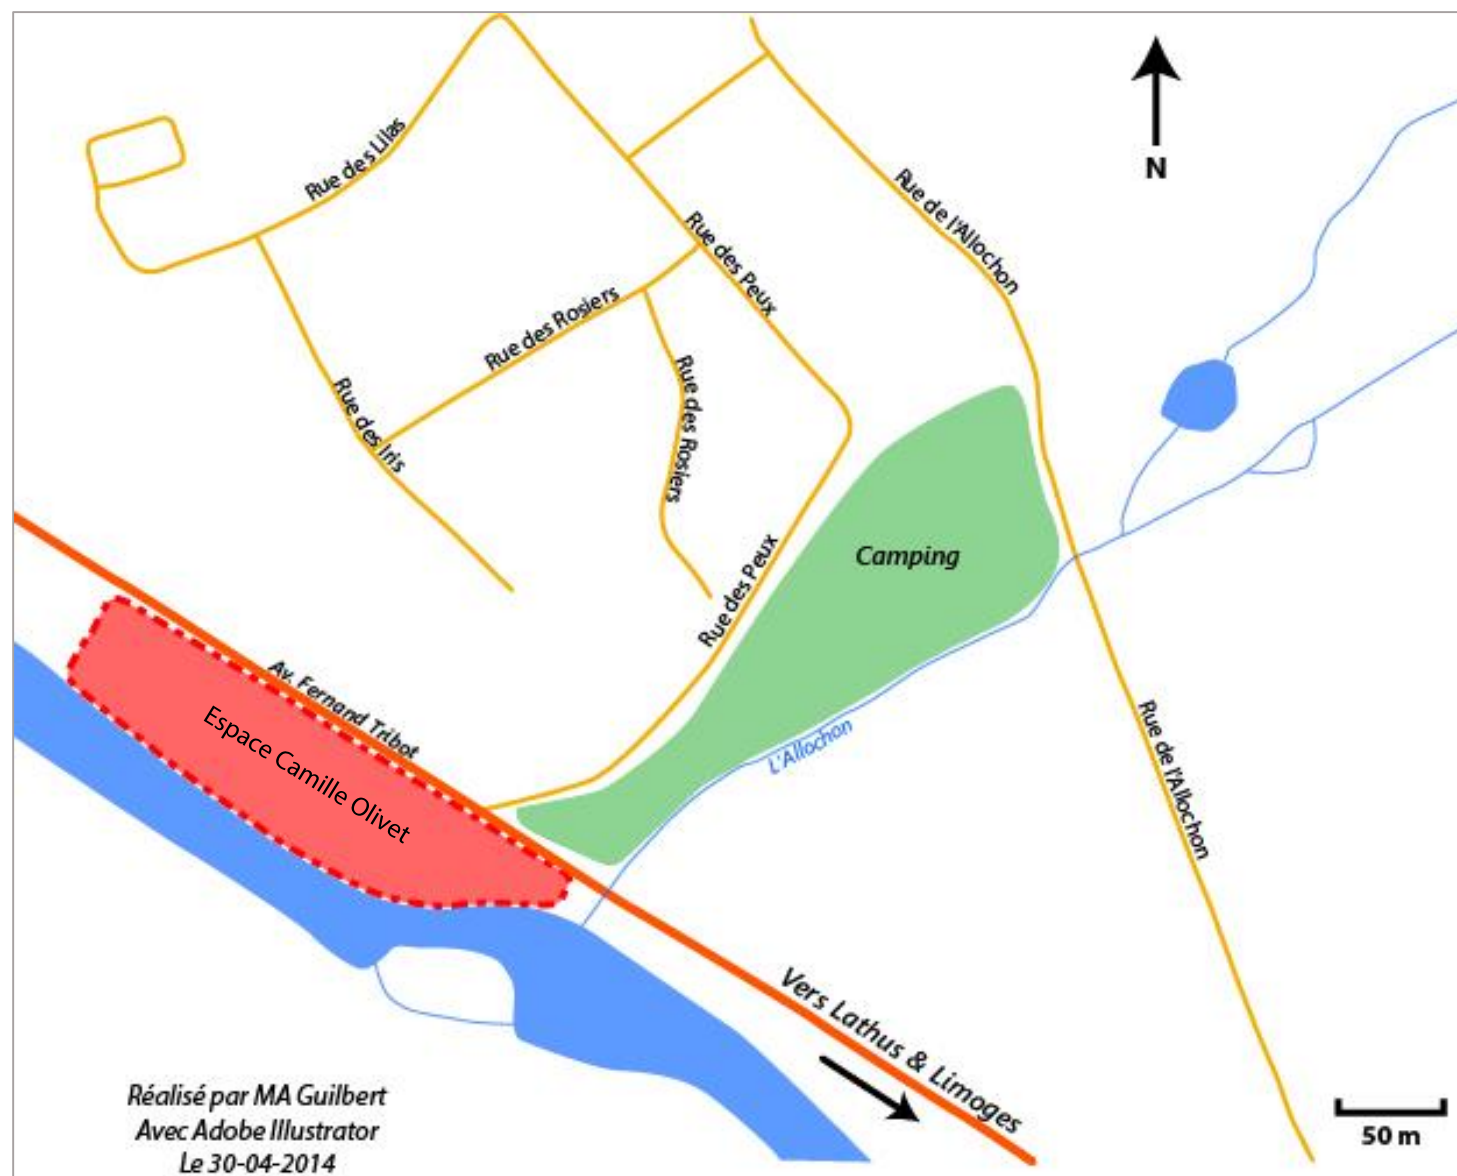 Rue des Lilas
Rue de l'Allochon
N
Rue des Peux
Rue des Rosiers
Rue des Iris
Rue des Rosiers
Camping
Rue des Peux
Av. Fernand Tribot
Espace Camille Olivet
L'Allochon
Rue de l'Allochon
Vers Lathus & Limoges
Réalisé par MA Guilbert
Avec Adobe Illustrator
Le 30-04-2014
50 m